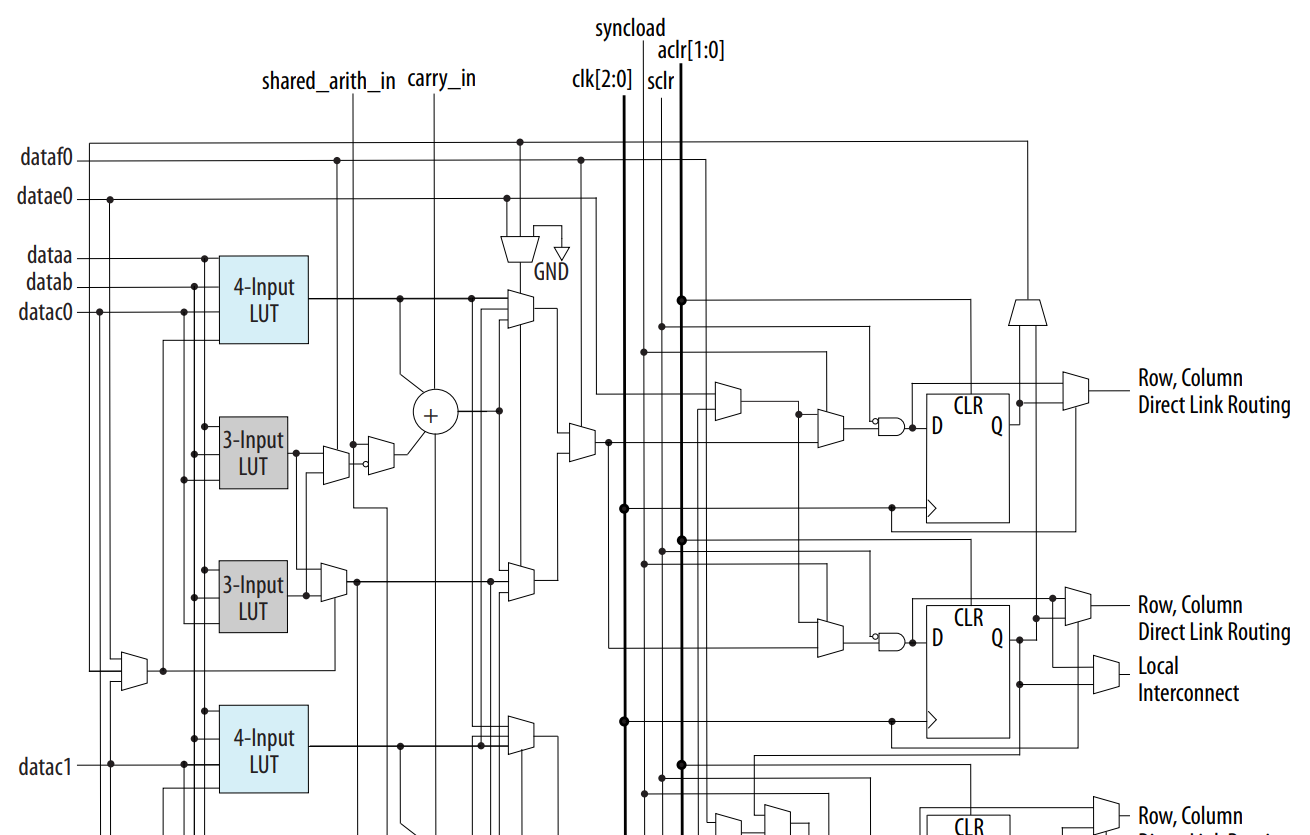 syncload
aclr[1:0]
shared_arith_in carry_in
clk[2:0] sclr
dataf0
datae0
dataa
datab
datac0
4-Input
LUT
GND
3-Input
LUT
+
CLR
D
Q
Row, Column
Direct Link Routing
3-Input
LUT
CLR
D
Q
Row, Column
Direct Link Routing
Local
Interconnect
4-Input
LUT
datac1
CLR
Row, Column